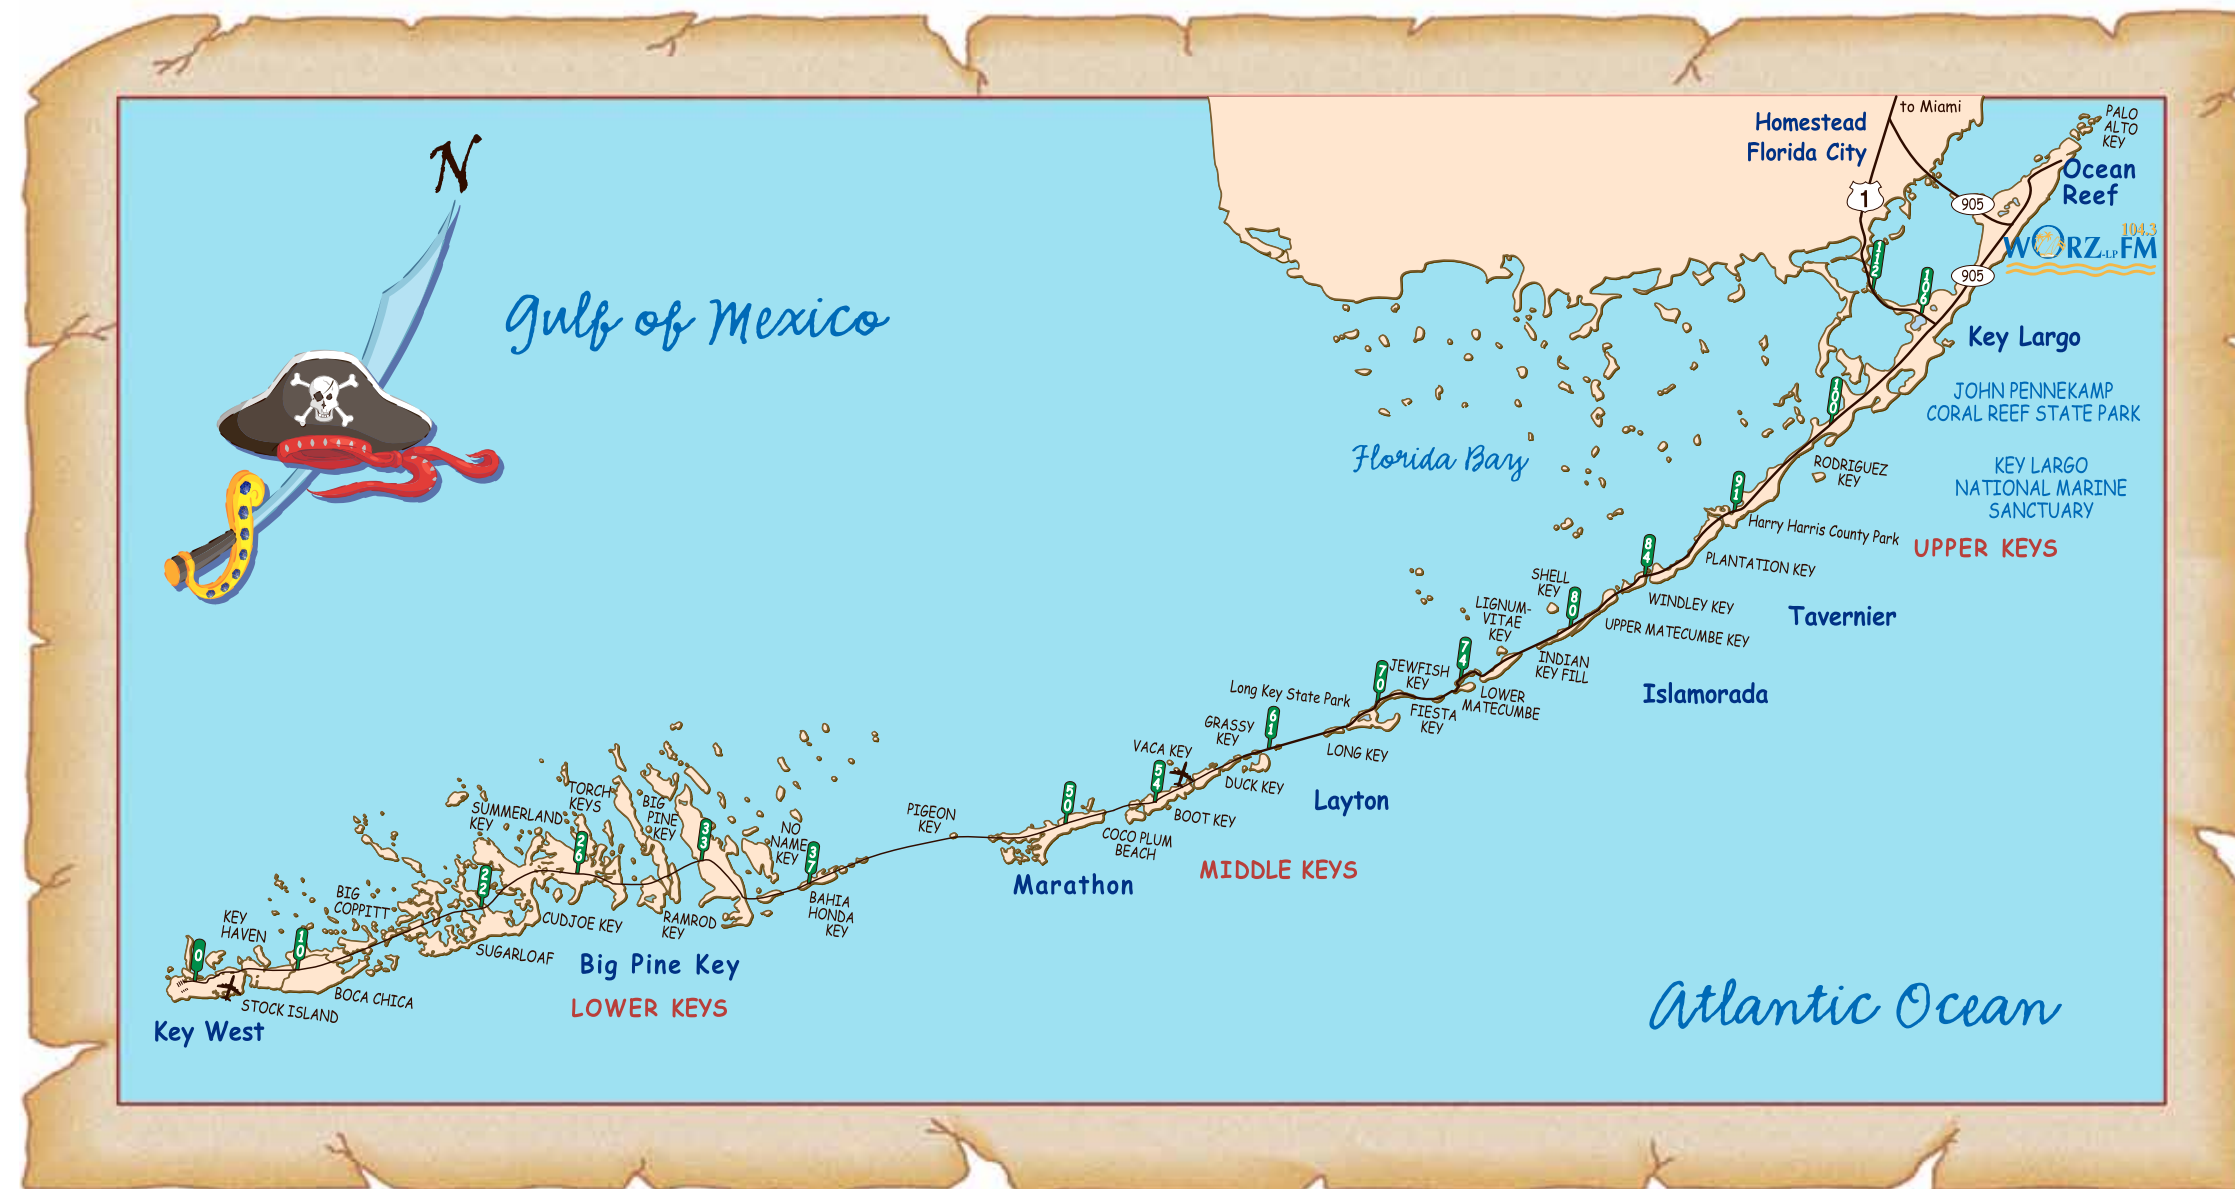 N
Gulf of Mexico
to Miami
Homestead
Florida City
1
905
PALO
ALTO
KEY
Ocean
Reef
104.3
WORZ-LP FM
905
112
106
Key Largo
JOHN PENNEKAMP
CORAL REEF STATE PARK
100
Florida Bay
RODRIGUEZ
KEY
KEY LARGO
NATIONAL MARINE
SANCTUARY
91
Harry Harris County Park
UPPER KEYS
84
PLANTATION KEY
SHELL
KEY
80
WINDLEY KEY
Tavernier
LIGNUM-
VITAE
KEY
UPPER MATECUMBE KEY
74
INDIAN
KEY FILL
70
JEWFISH
KEY
Islamorada
LOWER
MATECUMBE
Long Key State Park
FIESTA
KEY
61
GRASSY
KEY
LONG KEY
VACA KEY
54
DUCK KEY
Layton
50
BOOT KEY
PIGEON
KEY
COCO PLUM
BEACH
MIDDLE KEYS
Marathon
TORCH
KEYS
BIG
PINE
KEY
SUMMERLAND
KEY
26
33
NO
NAME
KEY
37
22
BAHIA
HONDA
KEY
BIG
COPPITT
CUDJOE KEY
RAMROD
KEY
KEY
HAVEN
10
0
SUGARLOAF
Big Pine Key
BOCA CHICA
LOWER KEYS
STOCK ISLAND
Key West
Atlantic Ocean